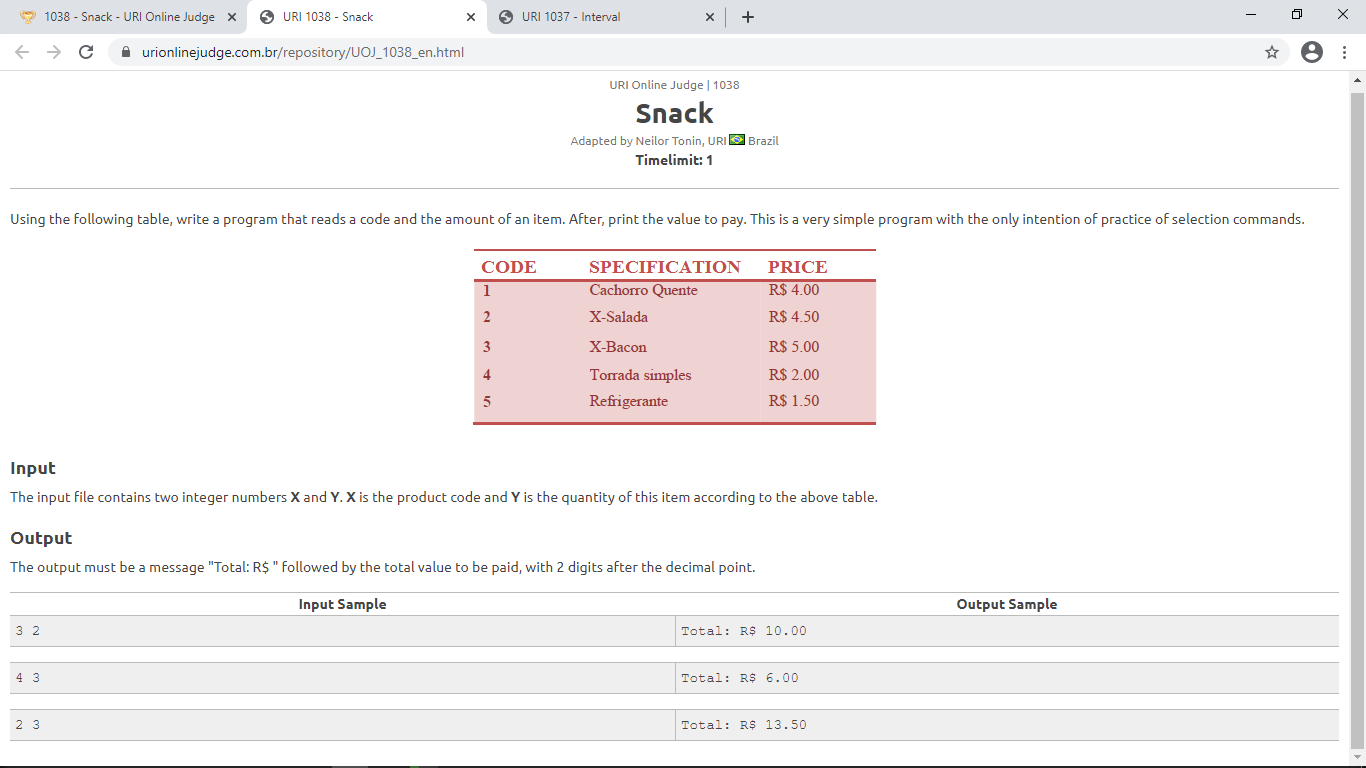 1038 - Snack - URI Online Judge
URI 1038 - Snack
URI 1037 - Interval
urionlinejudge.com.br/repository/UOJ_1038_en.html
URI Online Judge | 1038
Snack
Adapted by Neilor Tonin, URI Brazil
Timelimit: 1
Using the following table, write a program that reads a code and the amount of an item. After, print the value to pay. This is a very simple program with the only intention of practice of selection commands.
CODE SPECIFICATION PRICE
1 Cachorro Quente R$ 4.00
2 X-Salada R$ 4.50
3 X-Bacon R$ 5.00
4 Torrada simples R$ 2.00
5 Refrigerante R$ 1.50
Input
The input file contains two integer numbers X and Y. X is the product code and Y is the quantity of this item according to the above table.
Output
The output must be a message "Total: R$ " followed by the total value to be paid, with 2 digits after the decimal point.
Input Sample Output Sample
3 2 Total: R$ 10.00
4 3 Total: R$ 6.00
2 3 Total: R$ 13.50